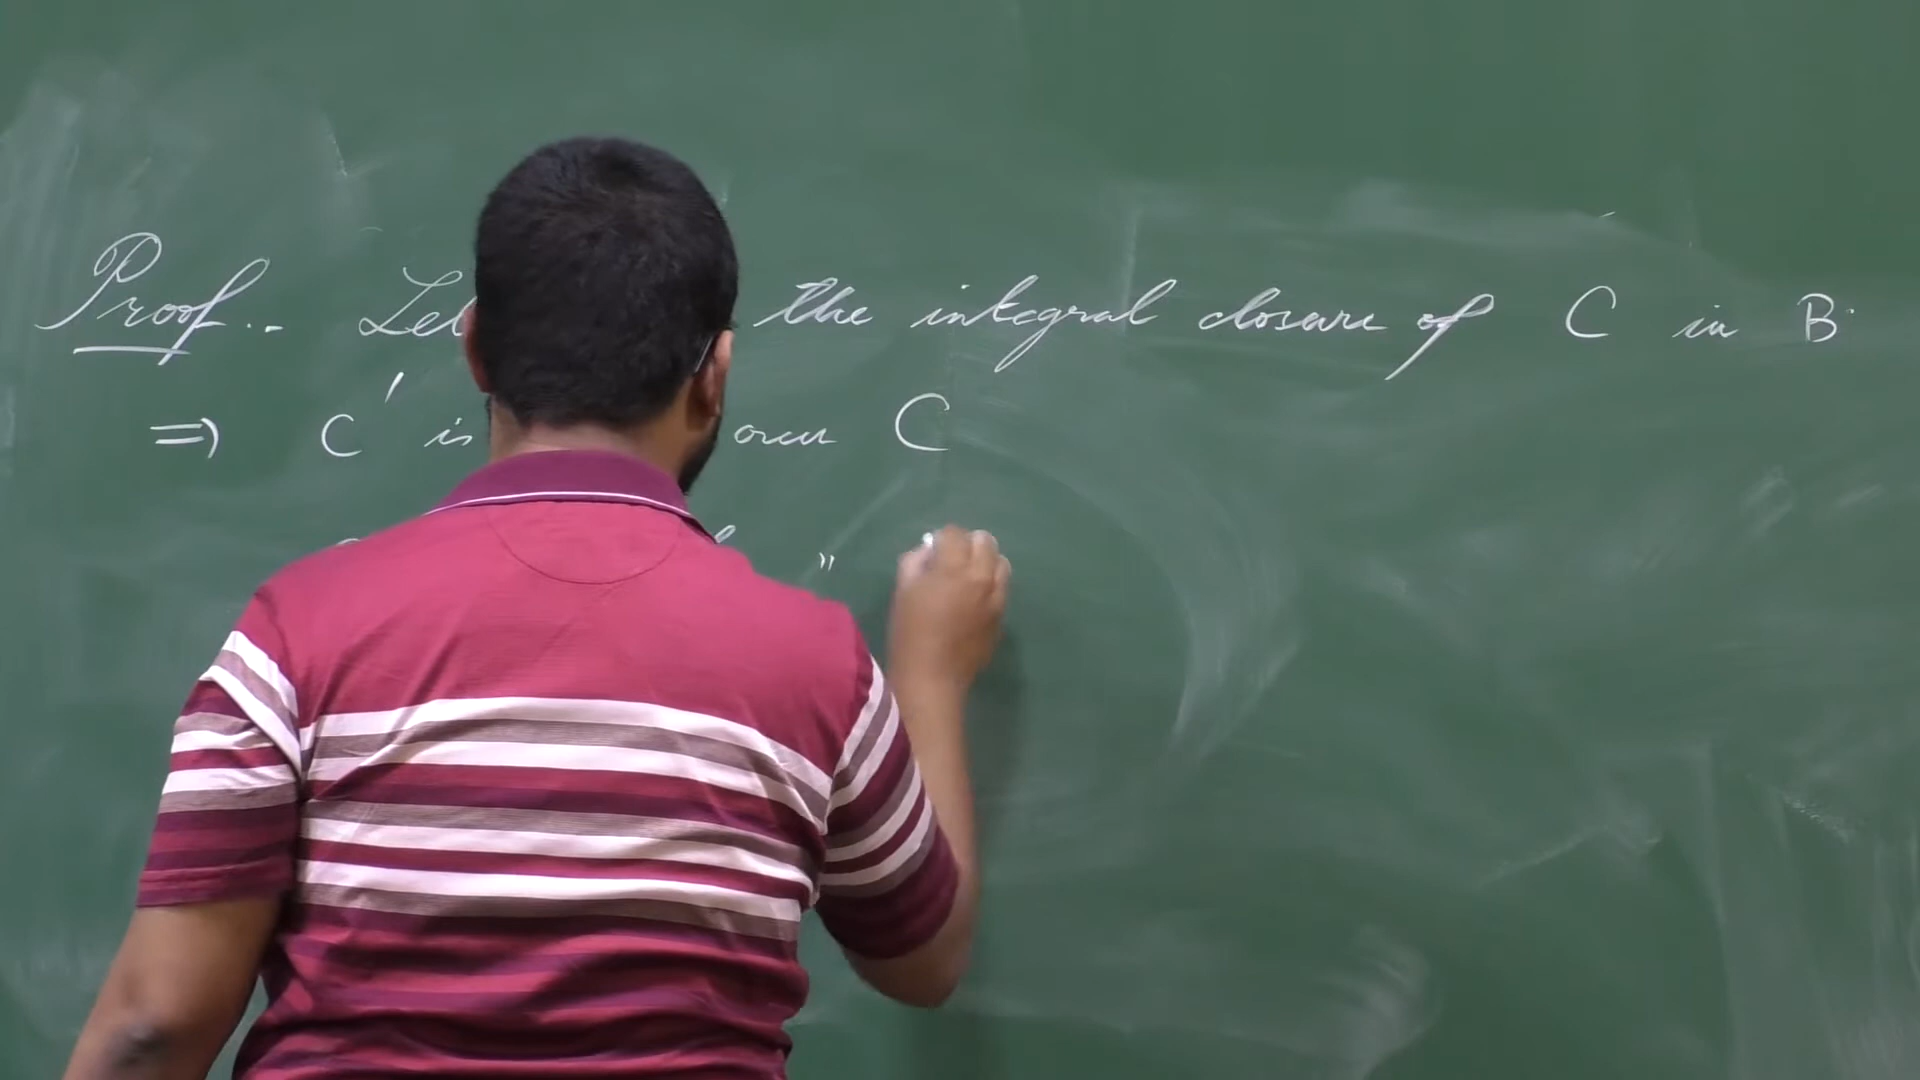 Proof.. Let the integral closure of C in B.
⇒ C' is over C
"